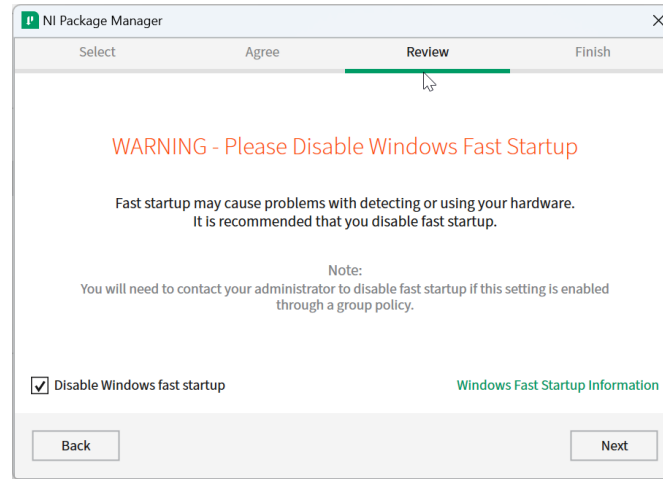 NI Package Manager
Select Agree Review Finish
WARNING - Please Disable Windows Fast Startup
Fast startup may cause problems with detecting or using your hardware.
It is recommended that you disable fast startup.
Note:
You will need to contact your administrator to disable fast startup if this setting is enabled
through a group policy.
Disable Windows fast startup Windows Fast Startup Information
Back Next